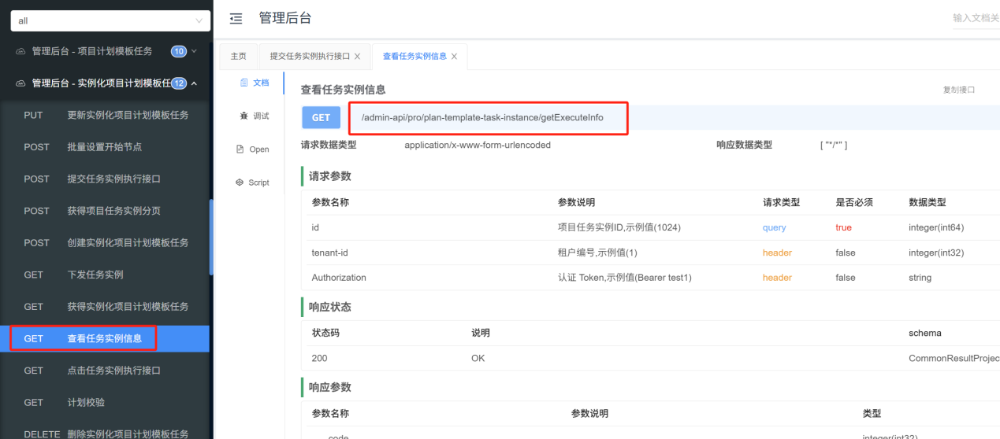 all
管理后台
输入文档关
管理后台 - 项目计划模板任务 10
管理后台 - 实例化项目计划模板任 12
PUT 更新实例化项目计划模板任务
POST 批量设置开始节点
POST 提交任务实例执行接口
POST 获得项目任务实例分页
POST 创建实例化项目计划模板任务
GET 下发任务实例
GET 获得实例化项目计划模板任务
GET 查看任务实例信息
GET 点击任务实例执行接口
GET 计划校验
DELETE 删除实例化项目计划模板任务
主页 提交任务实例执行接口 查看任务实例信息
文档
调试
Open
Script
查看任务实例信息 复制接口
GET /admin-api/pro/plan-template-task-instance/getExecuteInfo
请求数据类型 application/x-www-form-urlencoded 响应数据类型 [ "*/*" ]
请求参数
参数名称 参数说明 请求类型 是否必须 数据类型
id 项目任务实例ID,示例值(1024) query true integer(int64)
tenant-id 租户编号,示例值(1) header false integer(int32)
Authorization 认证 Token,示例值(Bearer test1) header false string
响应状态
状态码 说明 schema
200 OK CommonResultProjec
响应参数
参数名称 参数说明 类型
code integer(int32)